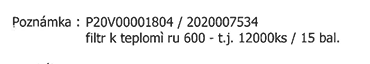 Poznámka : P20V00001804 / 2020007534
filtr k teplomì ru 600 - t.j. 12000ks / 15 bal.